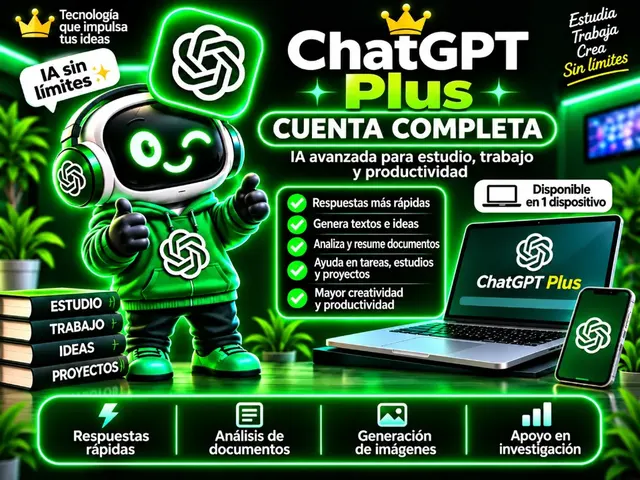 Tecnología
que impulsa
tus ideas
IA sin
límites
ChatGPT
Plus
CUENTA COMPLETA
IA avanzada para estudio, trabajo
y productividad
Estudia
Trabaja
Crea
Sin límites
Respuestas más rápidas
Genera textos e ideas
Analiza y resume documentos
Ayuda en tareas, estudios
y proyectos
Mayor creatividad
y productividad
Disponible
en 1 dispositivo
ChatGPT Plus
ESTUDIO
TRABAJO
IDEAS
PROYECTOS
Respuestas
rápidas
Análisis de
documentos
Generación
de imágenes
Apoyo en
investigación